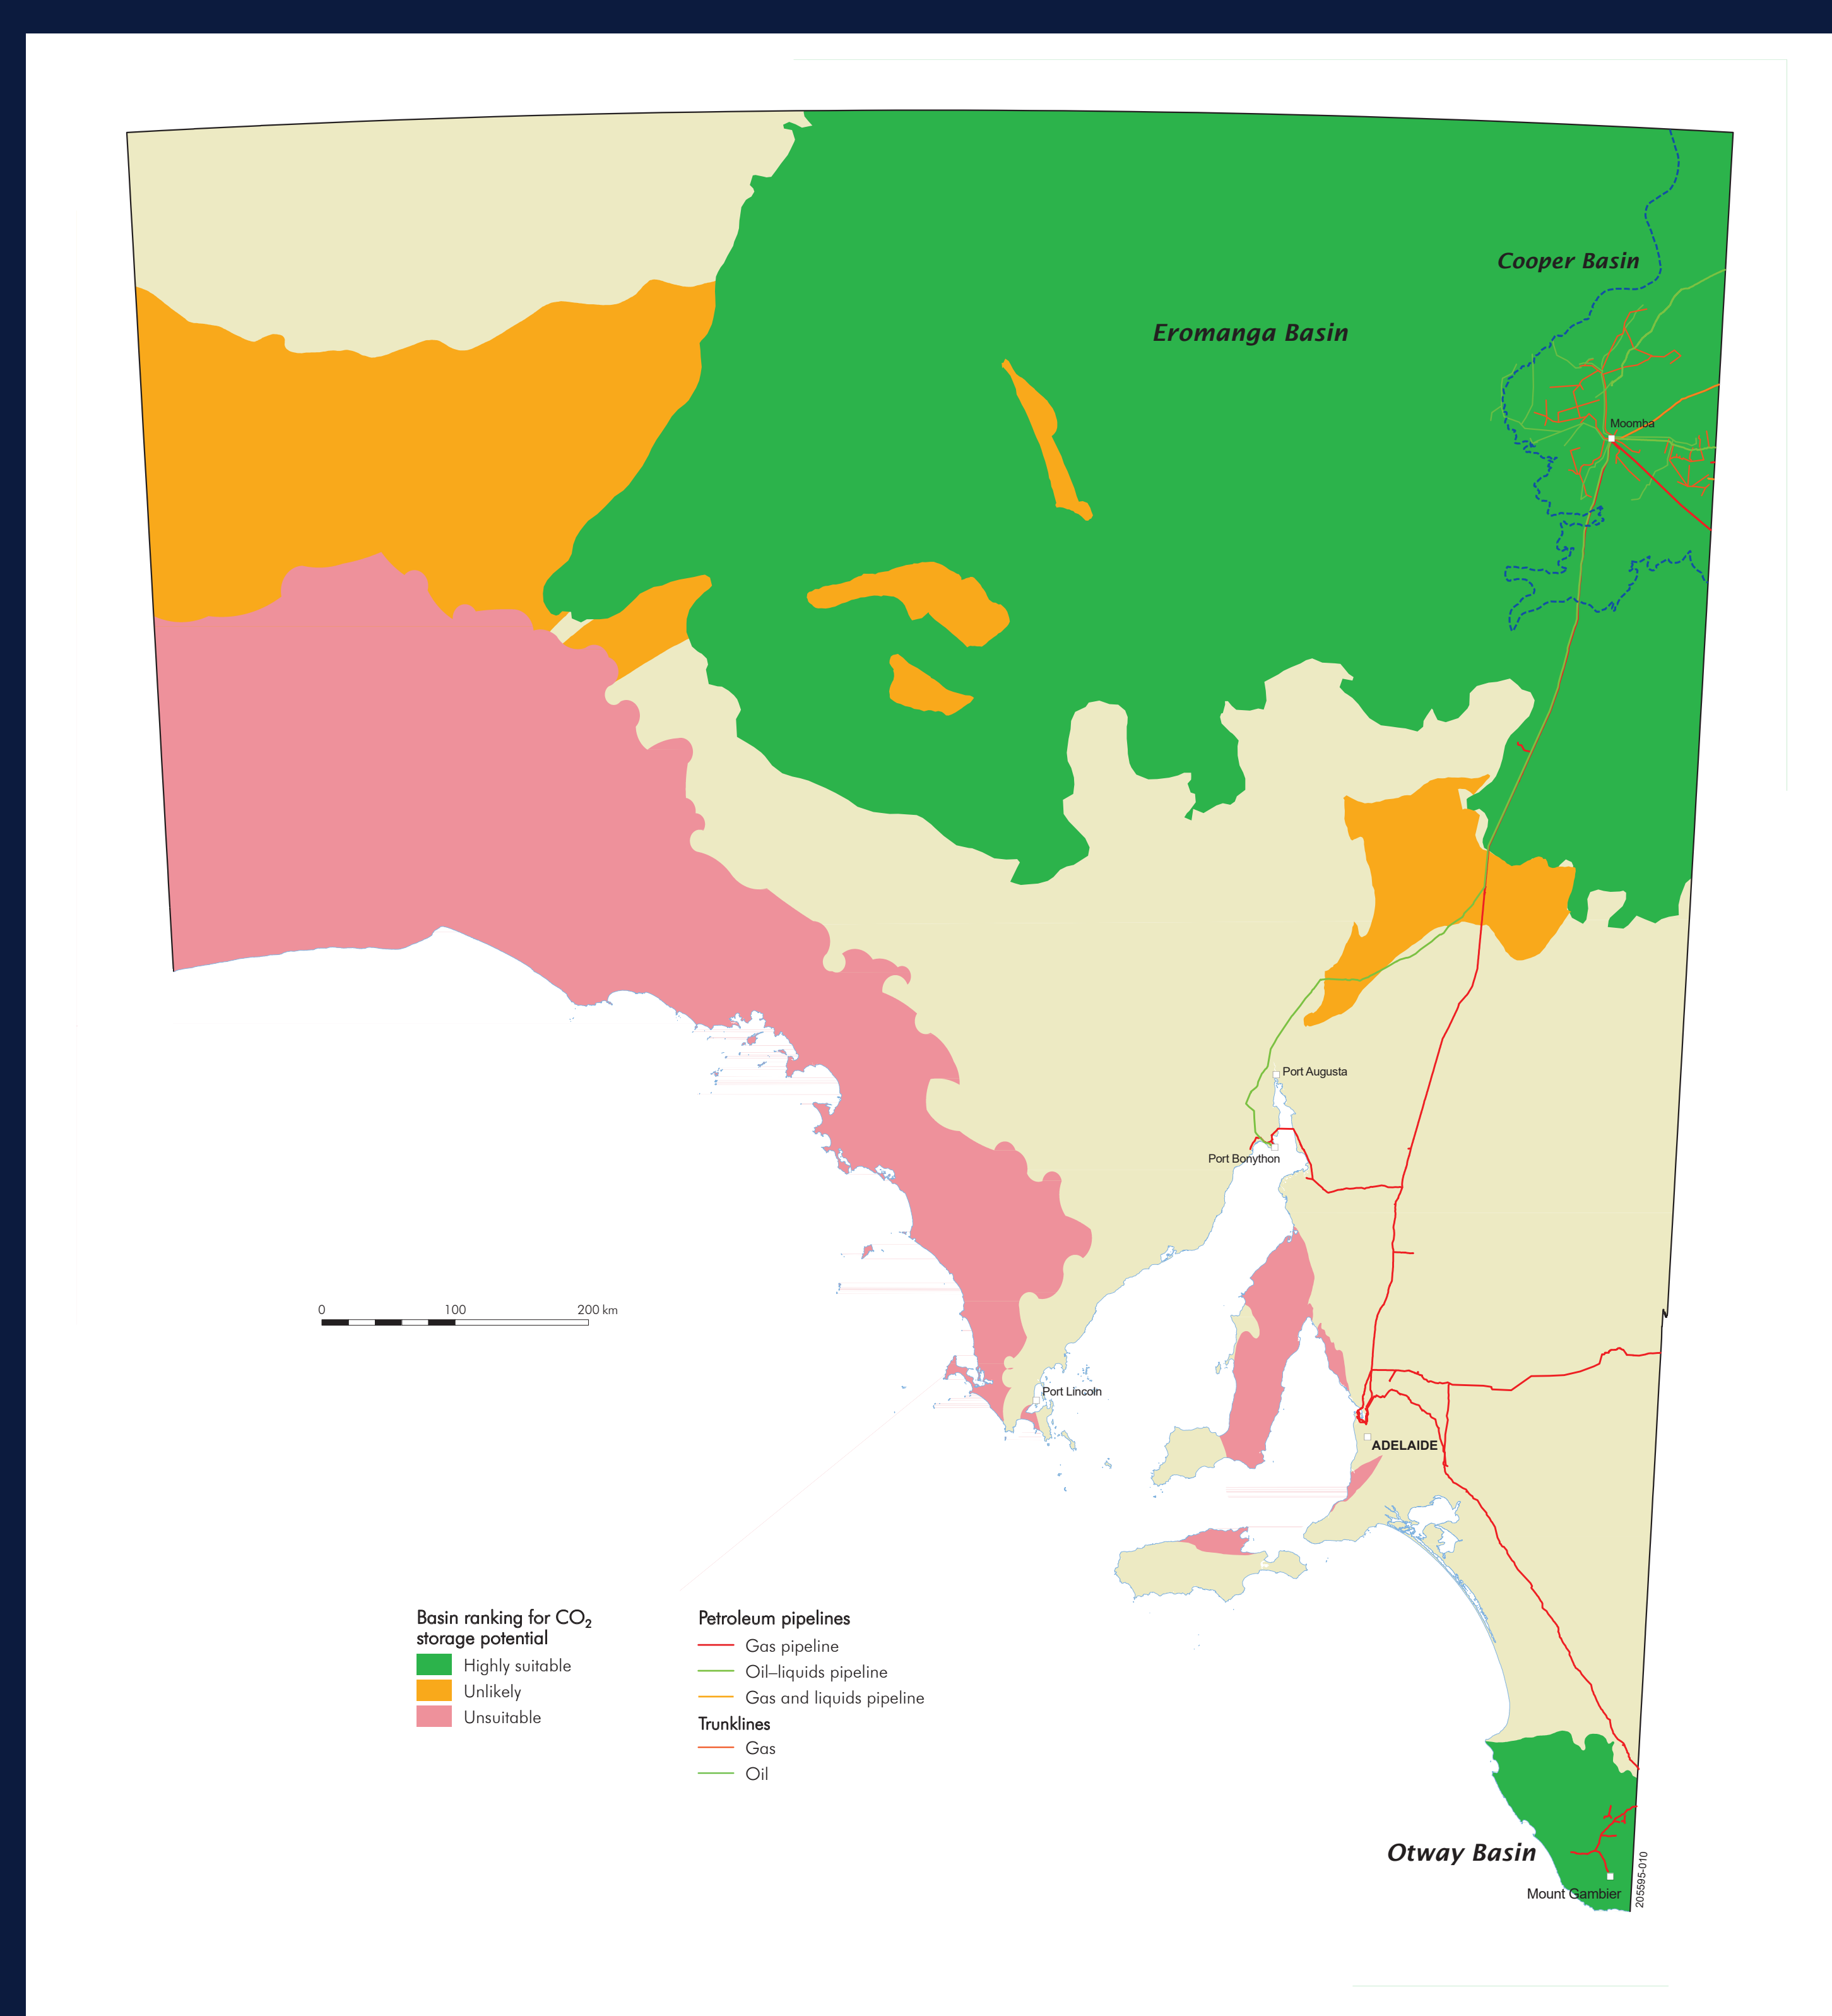 Cooper Basin
Eromanga Basin
Moomba
Port Augusta
Port Bonython
0 100 200 km
Port Lincoln
ADELAIDE
Basin ranking for CO₂
storage potential
Highly suitable
Unlikely
Unsuitable
Petroleum pipelines
Gas pipeline
Oil–liquids pipeline
Gas and liquids pipeline
Trunklines
Gas
Oil
Otway Basin
Mount Gambier
205595-010